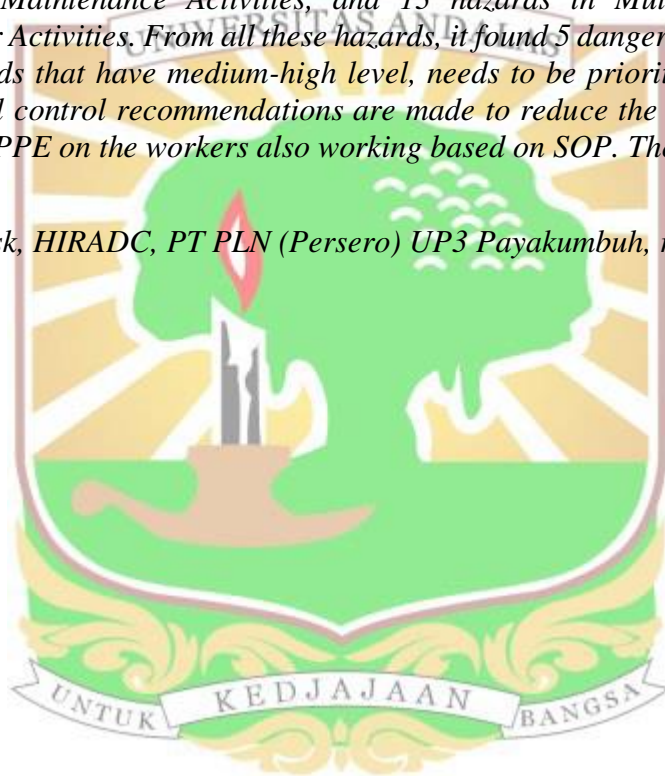 Maintenance Activities, and 15 hazards in Mul
UNIVERSITAS ANDALAS
r Activities. From all these hazards, it found 5 danger
ds that have medium-high level, needs to be priorit
l control recommendations are made to reduce the
PPE on the workers also working based on SOP. The
sk, HIRADC, PT PLN (Persero) UP3 Payakumbuh, r
UNTUK KEDJAJAAN BANGSA